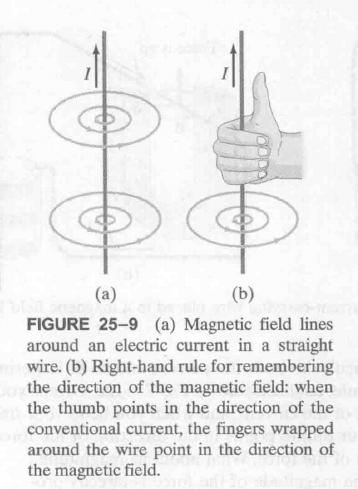 I
I
(a)
(b)
FIGURE 25–9 (a) Magnetic field lines
around an electric current in a straight
wire. (b) Right-hand rule for remembering
the direction of the magnetic field: when
the thumb points in the direction of the
conventional current, the fingers wrapped
around the wire point in the direction of
the magnetic field.